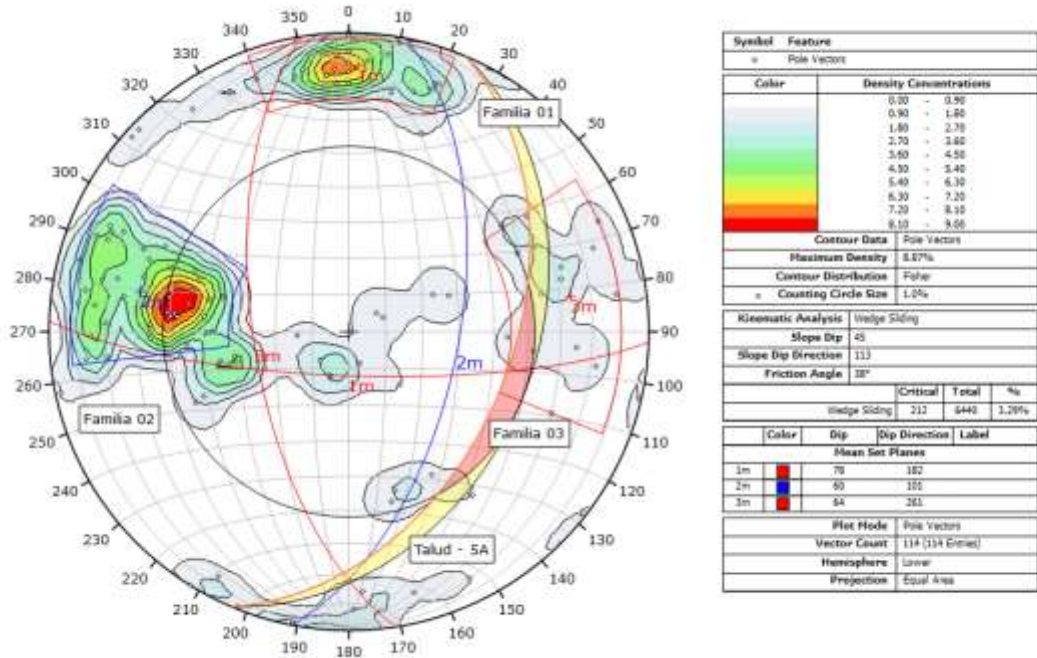 0
10
20
30
40
50
60
70
80
90
100
110
120
130
140
150
160
170
180
190
200
210
220
230
240
250
260
270
280
290
300
310
320
330
340
350
Familia 01
Familia 02
Familia 03
Talud - 5A
1m
2m
3m
3m
1m
Symbol Feature
Pole Vectors
Color Density Concentrations
0.00 - 0.90
0.90 - 1.80
1.80 - 2.70
2.70 - 3.60
3.60 - 4.50
4.50 - 5.40
5.40 - 6.30
6.30 - 7.20
7.20 - 8.10
8.10 - 9.00
Contour Data Pole Vectors
Maximum Density 8.87%
Contour Distribution Fisher
Counting Circle Size 1.0%
Kinematic Analysis Wedge Sliding
Slope Dip 45
Slope Dip Direction 113
Friction Angle 38°
Critical Total %
Wedge Sliding 212 6440 3.29%
Color Dip Dip Direction Label
Mean Set Planes
1m 78 182
2m 60 101
3m 64 261
Plot Mode Pole Vectors
Vector Count 114 (114 Entries)
Hemisphere Lower
Projection Equal Area